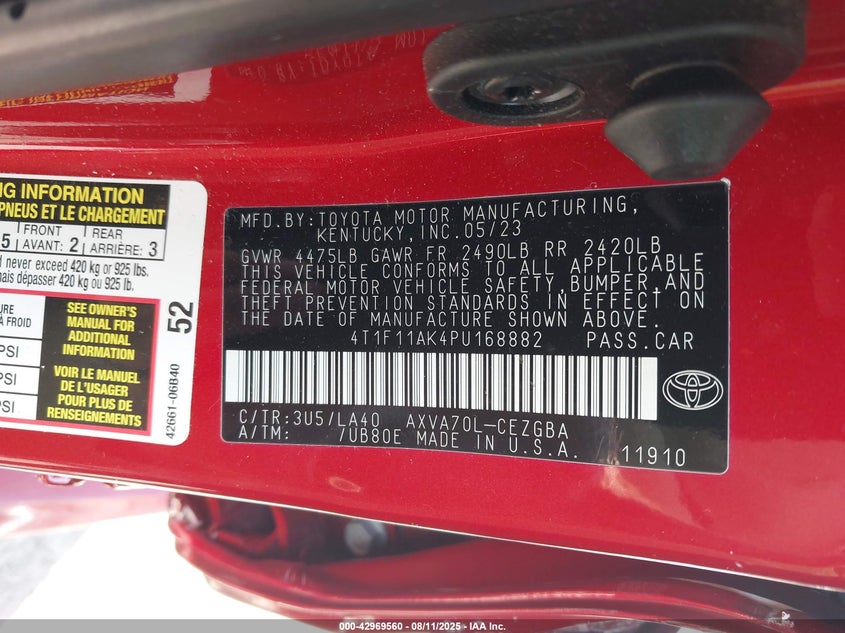 NG INFORMATION
PNEUS ET LE CHARGEMENT
5 FRONT AVANT: 2 REAR ARRIÈRE: 3
d never exceed 420 kg or 925 lbs.
mais dépasser 420 kg ou 925 lb.
URE
À FROID
PSI
PSI
PSI
SEE OWNER'S
MANUAL FOR
ADDITIONAL
INFORMATION
VOIR LE MANUEL
DE L'USAGER
POUR PLUS DE
RENSEIGNEMENTS
52
42661-06B40
MFD.BY:TOYOTA MOTOR MANUFACTURING,
KENTUCKY,INC.05/23
GVWR 4475LB GAWR FR 2490LB RR 2420LB
THIS VEHICLE CONFORMS TO ALL APPLICABLE
FEDERAL MOTOR VEHICLE SAFETY,BUMPER,AND
THEFT PREVENTION STANDARDS IN EFFECT ON
THE DATE OF MANUFACTURE SHOWN ABOVE.
4T1F11AK4PU168882 PASS.CAR
C/TR:3U5/LA40 AXVA70L-CEZGBA
A/TM: /UB80E MADE IN U.S.A. 11910
TOYOTA
000-42969560 - 08/11/2025 - IAA Inc.